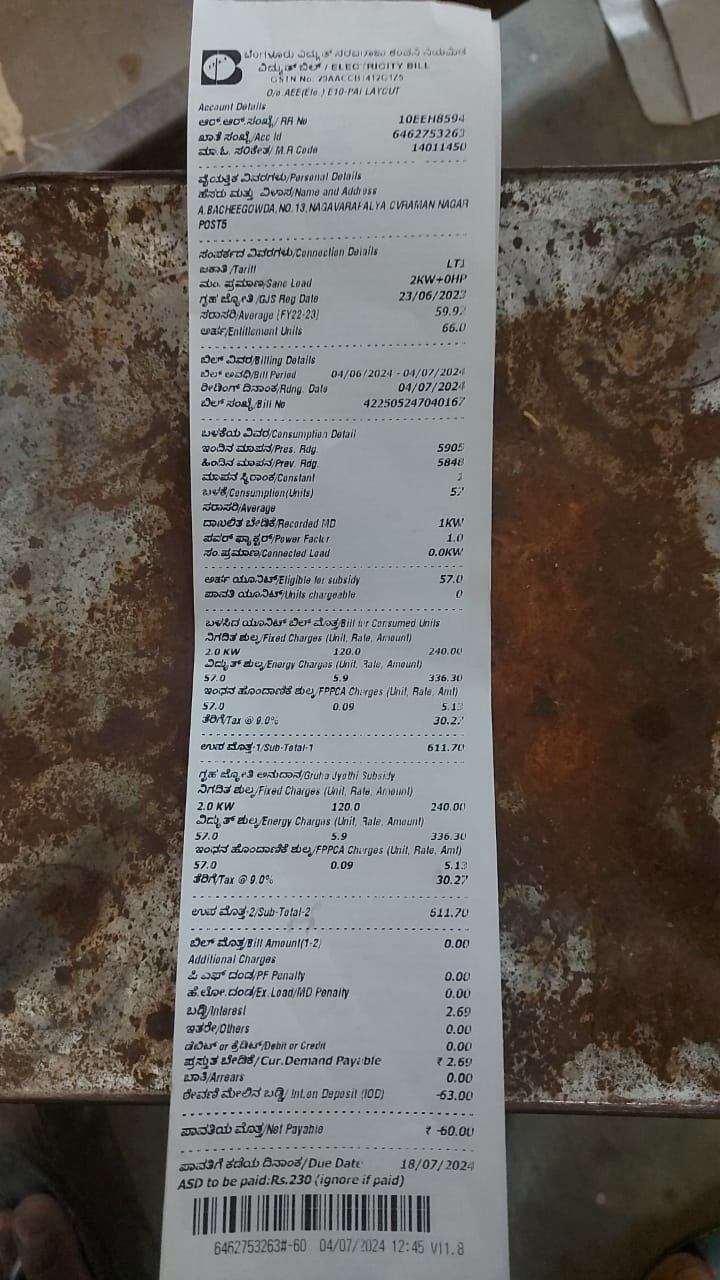 ಬೆಂಗಳೂರು ವಿದ್ಯುತ್ ಸರಬರಾಜು ಕಂಪನಿ ನಿಯಮಿತ
ವಿದ್ಯುತ್ ಬಿಲ್ / ELECTRICITY BILL
GSTN No: 29AACCB1412G1Z5
O/o AEE(Ele.) E10-PAI LAYOUT
Account Details
ಆರ್.ಆರ್.ಸಂಖ್ಯೆ/ RR No 10EEH8594
ಖಾತೆ ಸಂಖ್ಯೆ/Acc Id 6462753263
ಮಾ.ಓ. ಸಂಕೇತ/ M.R Code 14011450
ವೈಯಕ್ತಿಕ ವಿವರಗಳು/Personal Details
ಹೆಸರು ಮತ್ತು ವಿಳಾಸ/Name and Address
A.BACHEEGOWDA, NO. 13, NAGAVARAPALYA, CVRAMAN NAGAR
POST5
ಸಂಪರ್ಕದ ವಿವರಗಳು/Connection Details
ಜಕಾತಿ /Tariff LT1
ಮಂ. ಪ್ರಮಾಣ/Sanc Load 2KW+0HP
ಗೃಹ ಜ್ಯೋತಿ /GJS Reg Date 23/06/2023
ಸರಾಸರಿ/Average (FY22-23) 59.92
ಅರ್ಹ/Entitlement Units 66.0
ಬಿಲ್ ವಿವರ/Billing Details
ಬಿಲ್ ಅವಧಿ/Bill Period 04/06/2024 - 04/07/2024
ರೀಡಿಂಗ್ ದಿನಾಂಕ/Rdng. Date 04/07/2024
ಬಿಲ್ ಸಂಖ್ಯೆ/Bill No 422505247040167
ಬಳಕೆಯ ವಿವರ/Consumption Detail
ಇಂದಿನ ಮಾಪನ/Pres. Rdg. 5905
ಹಿಂದಿನ ಮಾಪನ/Prev. Rdg. 5848
ಮಾಪನ ಸ್ಥಿರಾಂಕ/Constant 1
ಬಳಕೆ/Consumption(Units) 57
ಸರಾಸರಿ/Average
ದಾಖಲಿತ ಬೇಡಿಕೆ/Recorded MD 1KW
ಪವರ್ ಫ್ಯಾಕ್ಟರ್/Power Factor 1.0
ಸಂ.ಪ್ರಮಾಣ/Connected Load 0.0KW
ಅರ್ಹ ಯೂನಿಟ್/Eligible for subsidy 57.0
ಪಾವತಿ ಯೂನಿಟ್/Units chargeable 0
ಬಳಸಿದ ಯೂನಿಟ್ ಬಿಲ್ ಮೊತ್ತ/Bill for Consumed Units
ನಿಗದಿತ ಶುಲ್ಕ/Fixed Charges (Unit, Rate, Amount)
2.0 KW 120.0 240.00
ವಿದ್ಯುತ್ ಶುಲ್ಕ/Energy Charges (Unit, Rate, Amount)
57.0 5.9 336.30
ಇಂಧನ ಹೊಂದಾಣಿಕೆ ಶುಲ್ಕ/FPPCA Charges (Unit, Rate, Amt)
57.0 0.09 5.13
ತೆರಿಗೆ/Tax @ 9.0% 30.27
ಉಪ ಮೊತ್ತ-1/Sub-Total-1 611.70
ಗೃಹ ಜ್ಯೋತಿ ಅನುದಾನ/Gruha Jyothi Subsidy
ನಿಗದಿತ ಶುಲ್ಕ/Fixed Charges (Unit, Rate, Amount)
2.0 KW 120.0 240.00
ವಿದ್ಯುತ್ ಶುಲ್ಕ/Energy Charges (Unit, Rate, Amount)
57.0 5.9 336.30
ಇಂಧನ ಹೊಂದಾಣಿಕೆ ಶುಲ್ಕ/FPPCA Charges (Unit, Rate, Amt)
57.0 0.09 5.13
ತೆರಿಗೆ/Tax @ 9.0% 30.27
ಉಪ ಮೊತ್ತ-2/Sub-Total-2 611.70
ಬಿಲ್ ಮೊತ್ತ/Bill Amount(1-2) 0.00
Additional Charges
ಪಿ ಎಫ್ ದಂಡ/PF Penalty 0.00
ಹೆ.ಲೋ.ದಂಡ/Ex.Load/MD Penalty 0.00
ಬಡ್ಡಿ/Interest 2.69
ಇತರೇ/Others 0.00
ಡೆಬಿಟ್ or ಕ್ರೆಡಿಟ್/Debit or Credit 0.00
ಪ್ರಸ್ತುತ ಬೇಡಿಕೆ/Cur.Demand Payable ₹ 2.69
ಬಾಕಿ/Arrears 0.00
ಠೇವಣಿ ಮೇಲಿನ ಬಡ್ಡಿ/ Int.on Deposit (IOD) -63.00
ಪಾವತಿಯ ಮೊತ್ತ/Net Payable ₹ -60.00
ಪಾವತಿಗೆ ಕಡೆಯ ದಿನಾಂಕ/Due Date 18/07/2024
ASD to be paid:Rs.230 (ignore if paid)
6462753263#-60 04/07/2024 12:45 V11.8